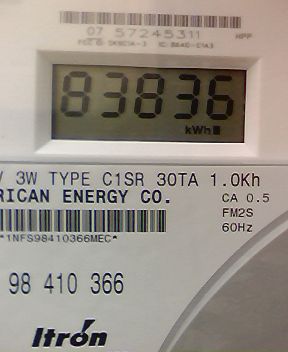 07 57245311
83836
kWh
V 3W TYPE C1SR 30TA 1.0Kh
RICAN ENERGY CO.
CA 0.5
FM2S
*1NFS98410366MEC*
60Hz
98 410 366
Itrón